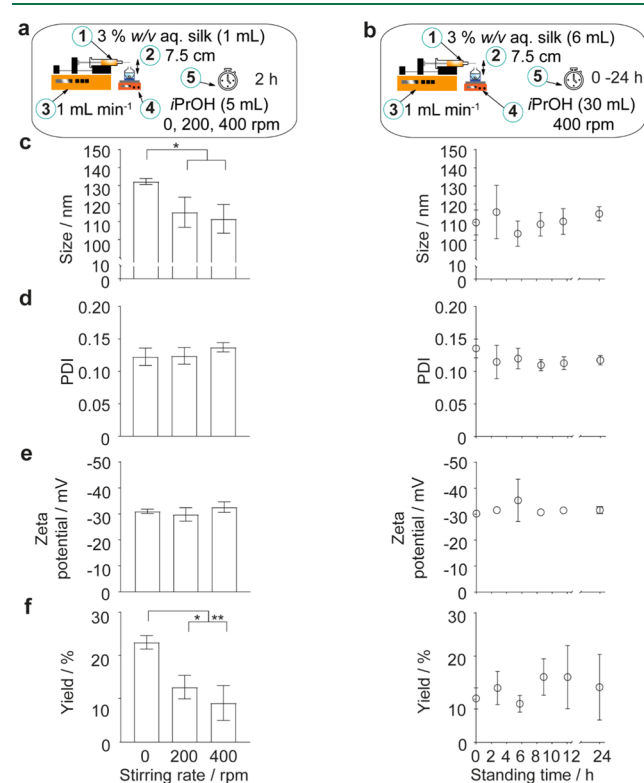 a
1 3 % w/v aq. silk (1 mL)
2 7.5 cm
5 2 h
3 1 mL min⁻¹
4 iPrOH (5 mL)
0, 200, 400 rpm
b
1 3 % w/v aq. silk (6 mL)
2 7.5 cm
5 0 -24 h
3 1 mL min⁻¹
4 iPrOH (30 mL)
400 rpm
c
Size / nm
150
140
130
120
110
100
10
0
*
150
140
130
120
110
100
10
0
Size / nm
d
PDI
0.20
0.15
0.10
0.05
0
PDI
0.20
0.15
0.10
0.05
0
e
Zeta
potential / mV
-50
-40
-30
-20
-10
0
Zeta
potential / mV
-50
-40
-30
-20
-10
0
f
Yield / %
30
20
10
0
* **
0 200 400
Stirring rate / rpm
Yield / %
30
20
10
0
0 2 4 6 8 10 12 24
Standing time / h